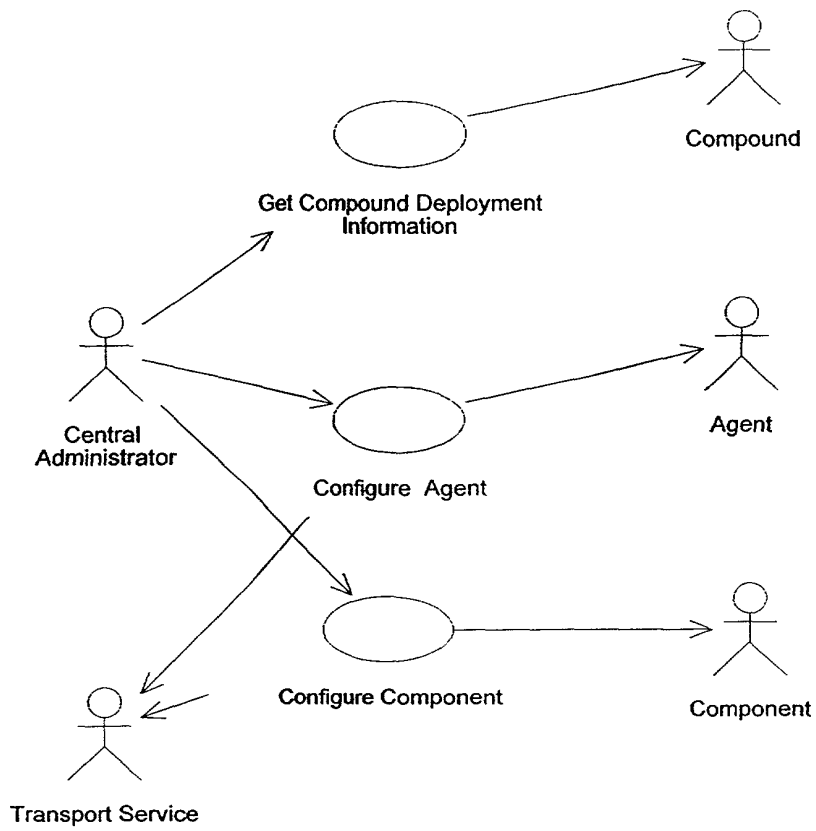 Compound
Get Compound Deployment
Information
Central
Administrator
Agent
Configure Agent
Configure Component
Component
Transport Service